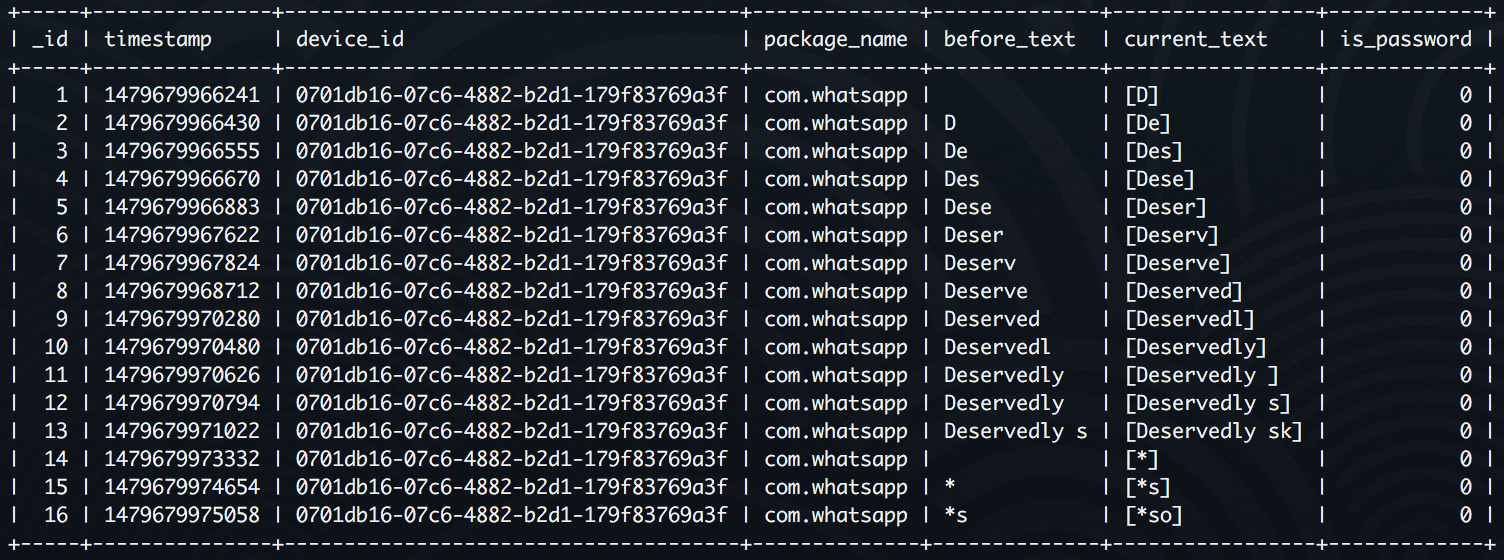 +-----+---------------+--------------------------------------+--------------+--------------+----------------+-------------+
| _id | timestamp     | device_id                            | package_name | before_text  | current_text   | is_password |
+-----+---------------+--------------------------------------+--------------+--------------+----------------+-------------+
|   1 | 1479679966241 | 0701db16-07c6-4882-b2d1-179f83769a3f | com.whatsapp |              | [D]            |           0 |
|   2 | 1479679966430 | 0701db16-07c6-4882-b2d1-179f83769a3f | com.whatsapp | D            | [De]           |           0 |
|   3 | 1479679966555 | 0701db16-07c6-4882-b2d1-179f83769a3f | com.whatsapp | De           | [Des]          |           0 |
|   4 | 1479679966670 | 0701db16-07c6-4882-b2d1-179f83769a3f | com.whatsapp | Des          | [Dese]         |           0 |
|   5 | 1479679966883 | 0701db16-07c6-4882-b2d1-179f83769a3f | com.whatsapp | Dese         | [Deser]        |           0 |
|   6 | 1479679967622 | 0701db16-07c6-4882-b2d1-179f83769a3f | com.whatsapp | Deser        | [Deserv]       |           0 |
|   7 | 1479679967824 | 0701db16-07c6-4882-b2d1-179f83769a3f | com.whatsapp | Deserv       | [Deserve]      |           0 |
|   8 | 1479679968712 | 0701db16-07c6-4882-b2d1-179f83769a3f | com.whatsapp | Deserve      | [Deserved]     |           0 |
|   9 | 1479679970280 | 0701db16-07c6-4882-b2d1-179f83769a3f | com.whatsapp | Deserved     | [Deservedl]    |           0 |
|  10 | 1479679970480 | 0701db16-07c6-4882-b2d1-179f83769a3f | com.whatsapp | Deservedl    | [Deservedly]   |           0 |
|  11 | 1479679970626 | 0701db16-07c6-4882-b2d1-179f83769a3f | com.whatsapp | Deservedly   | [Deservedly ]  |           0 |
|  12 | 1479679970794 | 0701db16-07c6-4882-b2d1-179f83769a3f | com.whatsapp | Deservedly   | [Deservedly s] |           0 |
|  13 | 1479679971022 | 0701db16-07c6-4882-b2d1-179f83769a3f | com.whatsapp | Deservedly s | [Deservedly sk] |           0 |
|  14 | 1479679973332 | 0701db16-07c6-4882-b2d1-179f83769a3f | com.whatsapp |              | [*]            |           0 |
|  15 | 1479679974654 | 0701db16-07c6-4882-b2d1-179f83769a3f | com.whatsapp | *            | [*s]           |           0 |
|  16 | 1479679975058 | 0701db16-07c6-4882-b2d1-179f83769a3f | com.whatsapp | *s           | [*so]          |           0 |
+-----+---------------+--------------------------------------+--------------+--------------+----------------+-------------+